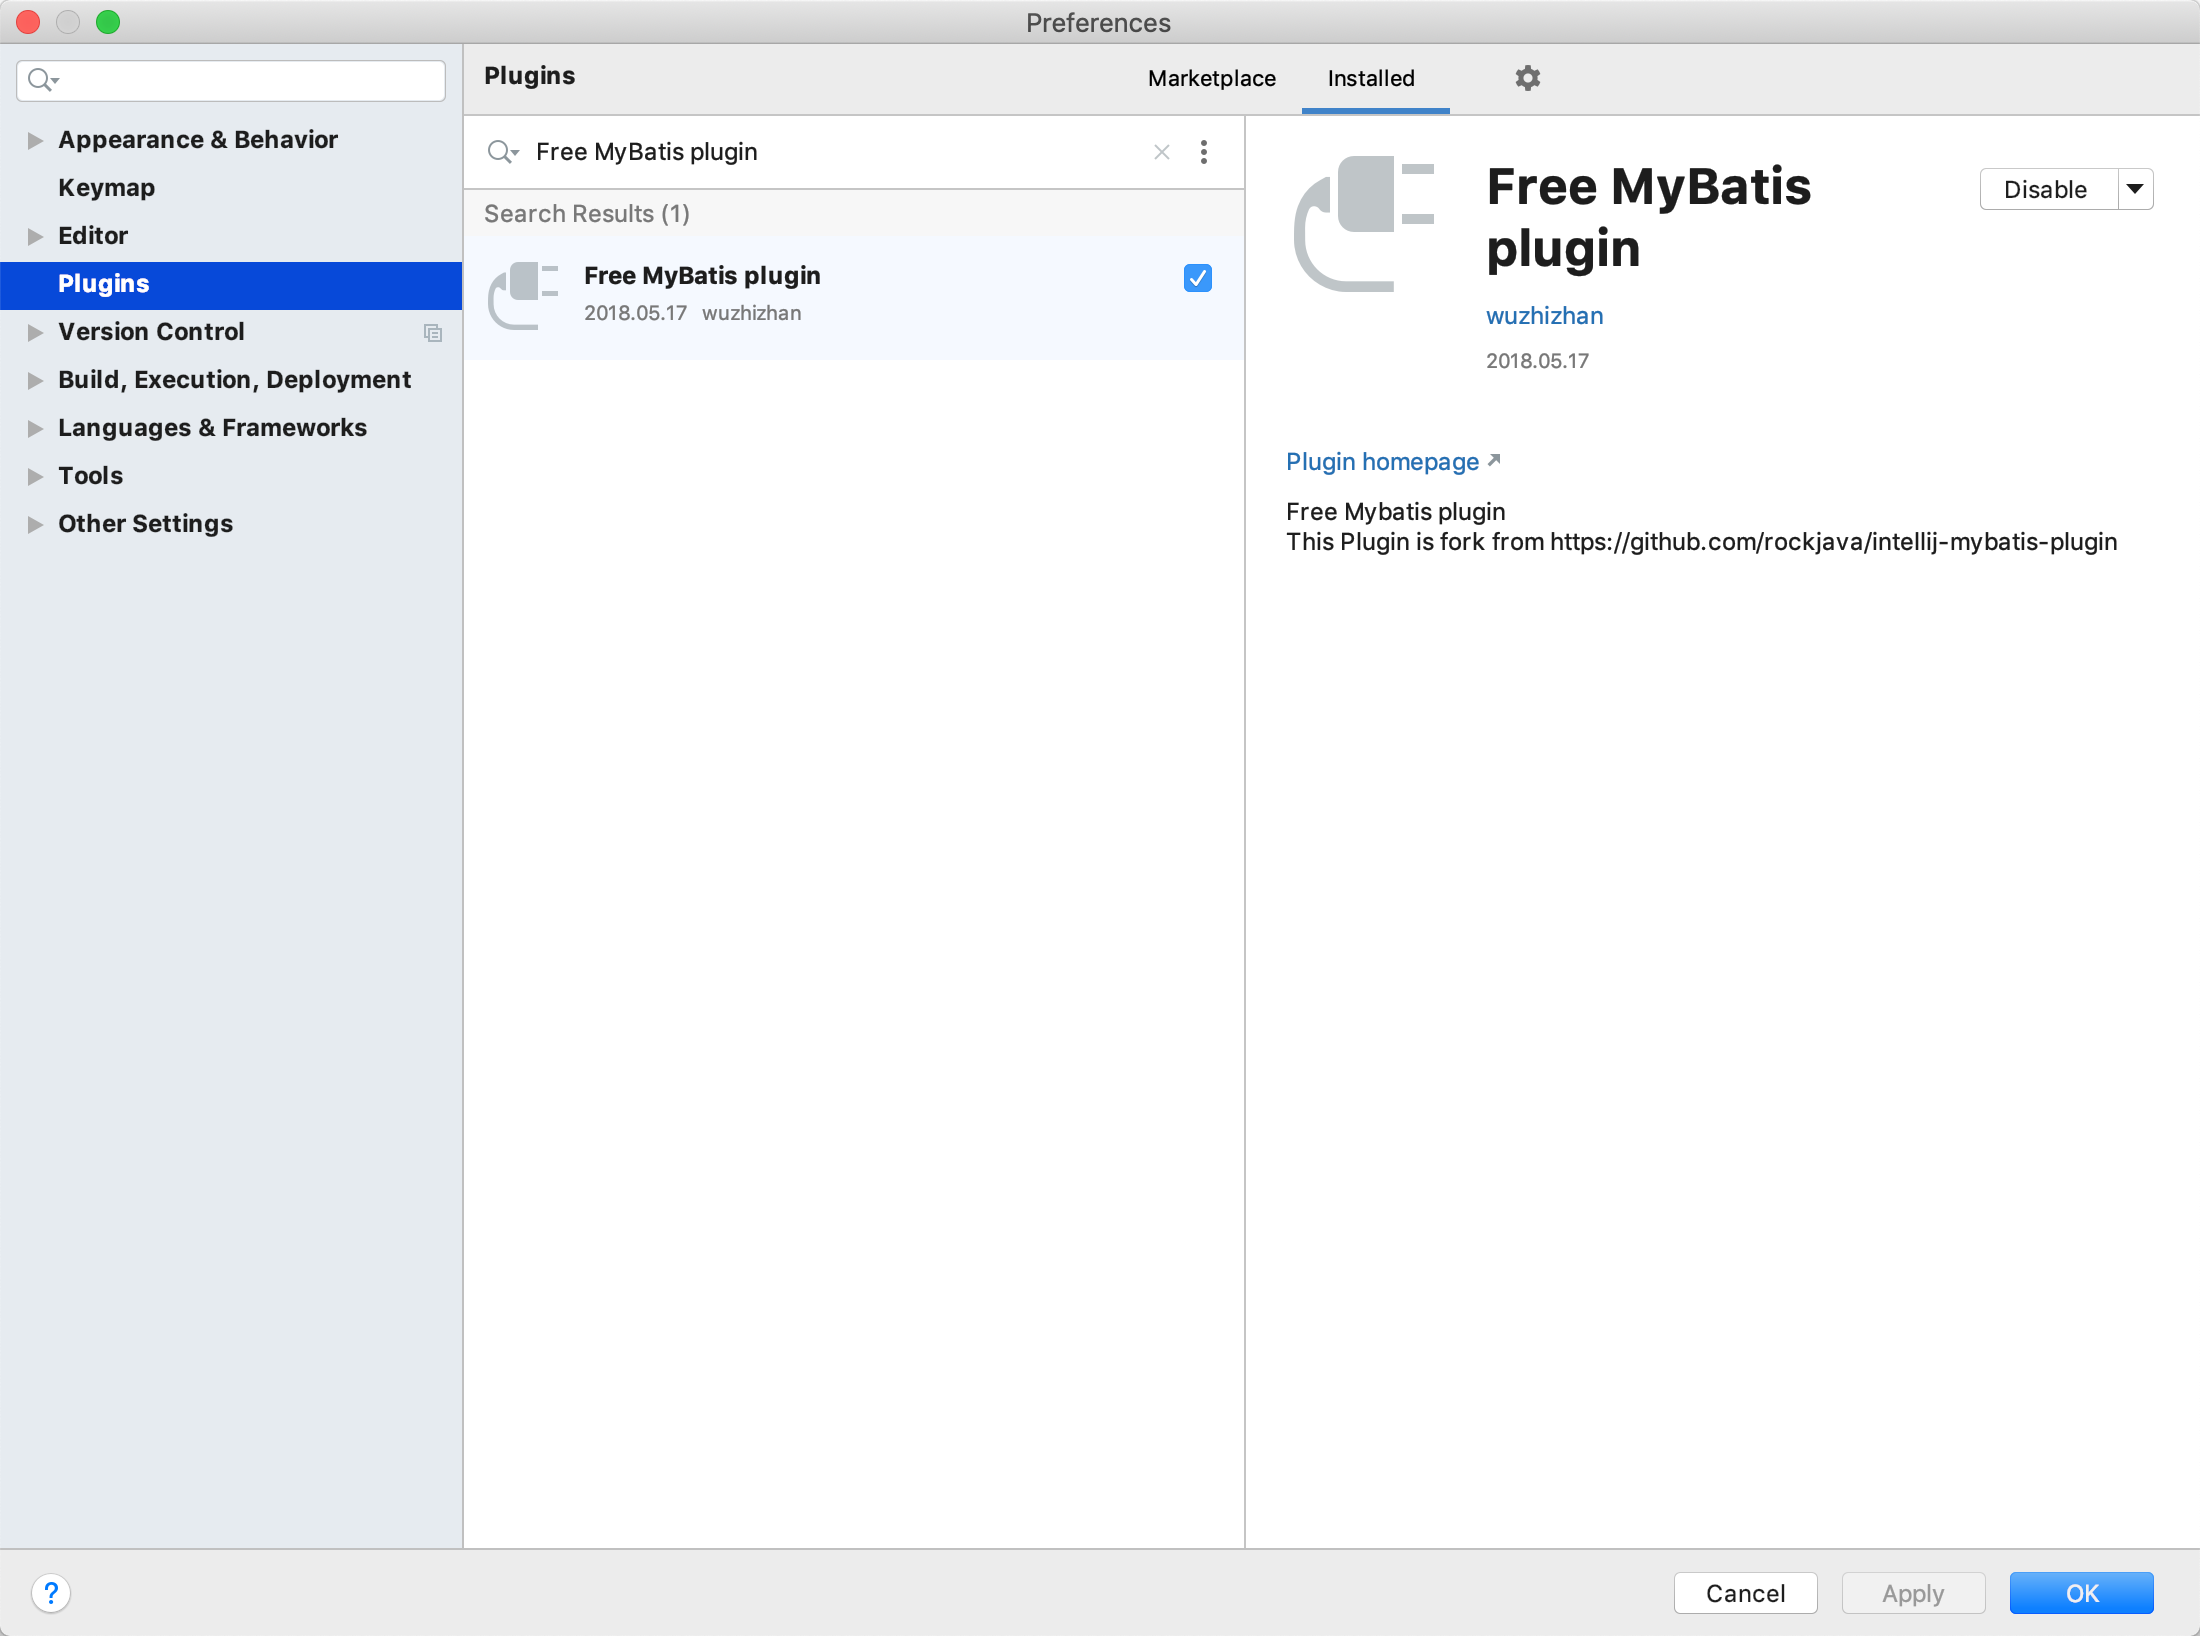 Preferences
Plugins
Marketplace
Installed
Appearance & Behavior
Keymap
Editor
Plugins
Version Control
Build, Execution, Deployment
Languages & Frameworks
Tools
Other Settings
Free MyBatis plugin
Search Results (1)
Free MyBatis plugin
2018.05.17 wuzhizhan
Free MyBatis
plugin
Disable
wuzhizhan
2018.05.17
Plugin homepage
Free Mybatis plugin
This Plugin is fork from https://github.com/rockjava/intellij-mybatis-plugin
?
Cancel
Apply
OK